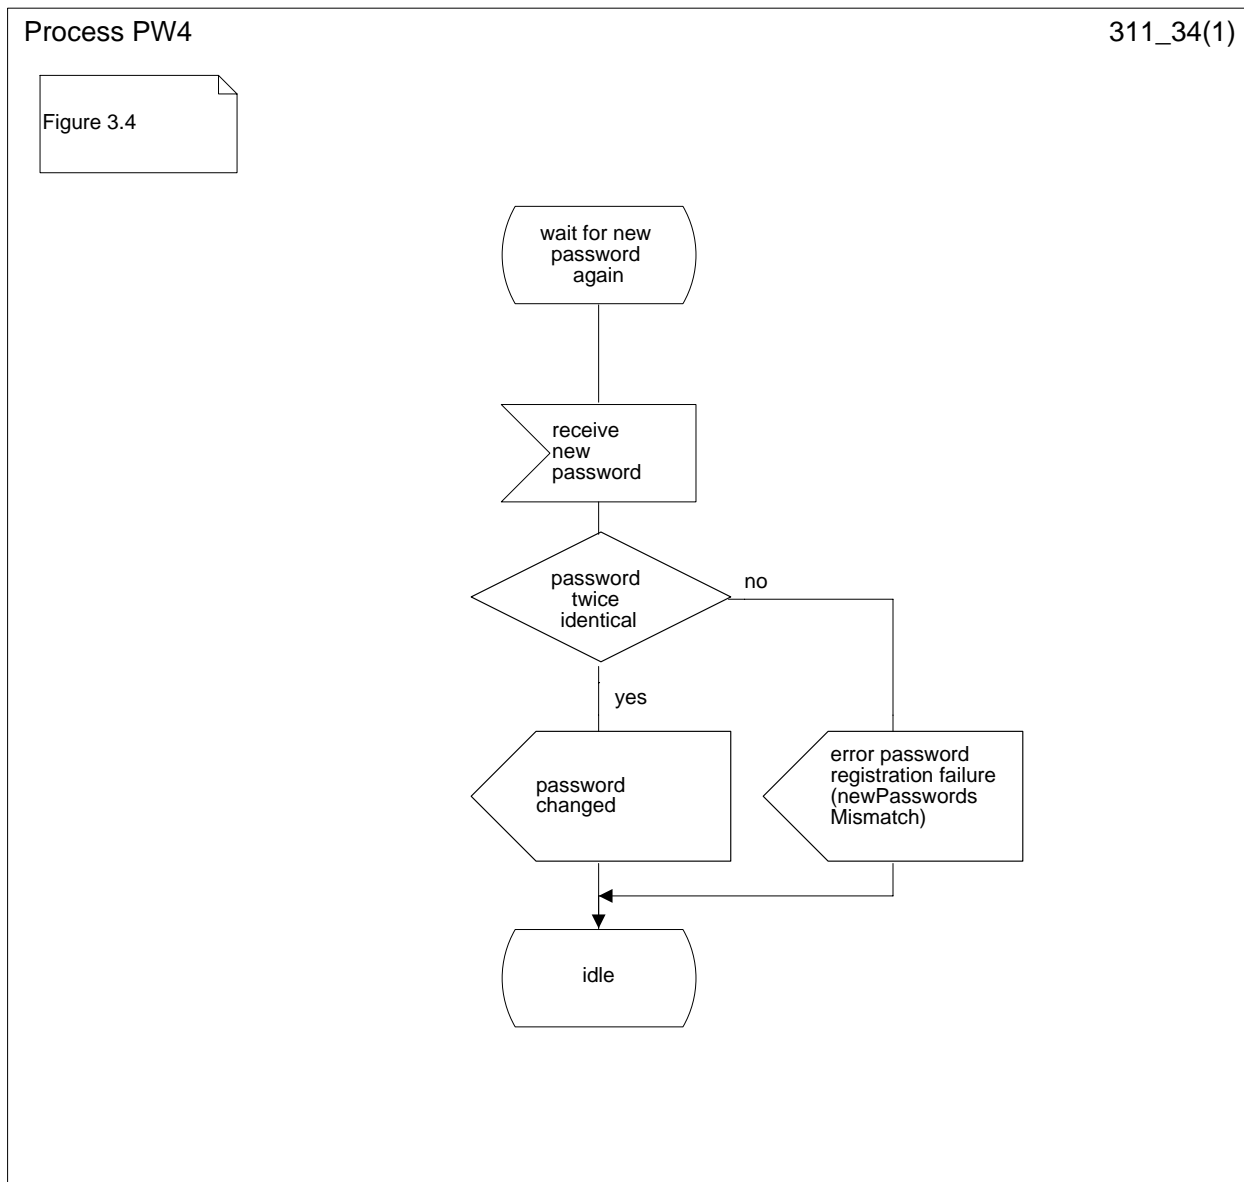 Process PW4
311_34(1)
Figure 3.4
wait for new
password
again
receive
new
password
password
twice
identical
no
yes
password
changed
error password
registration failure
(newPasswords
Mismatch)
idle